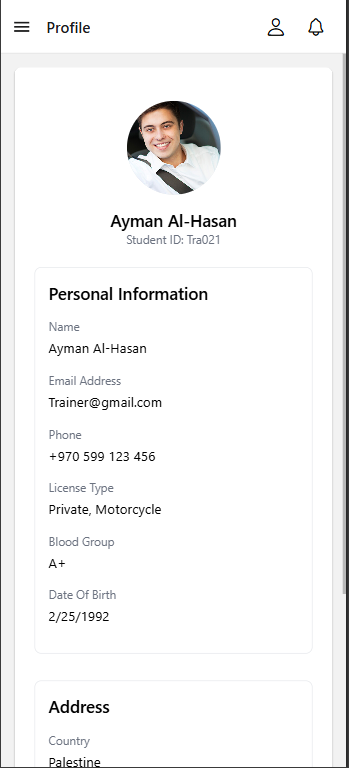 Profile
Ayman Al-Hasan
Student ID: Tra021
Personal Information
Name
Ayman Al-Hasan
Email Address
Trainer@gmail.com
Phone
+970 599 123 456
License Type
Private, Motorcycle
Blood Group
A+
Date Of Birth
2/25/1992
Address
Country
Palestine